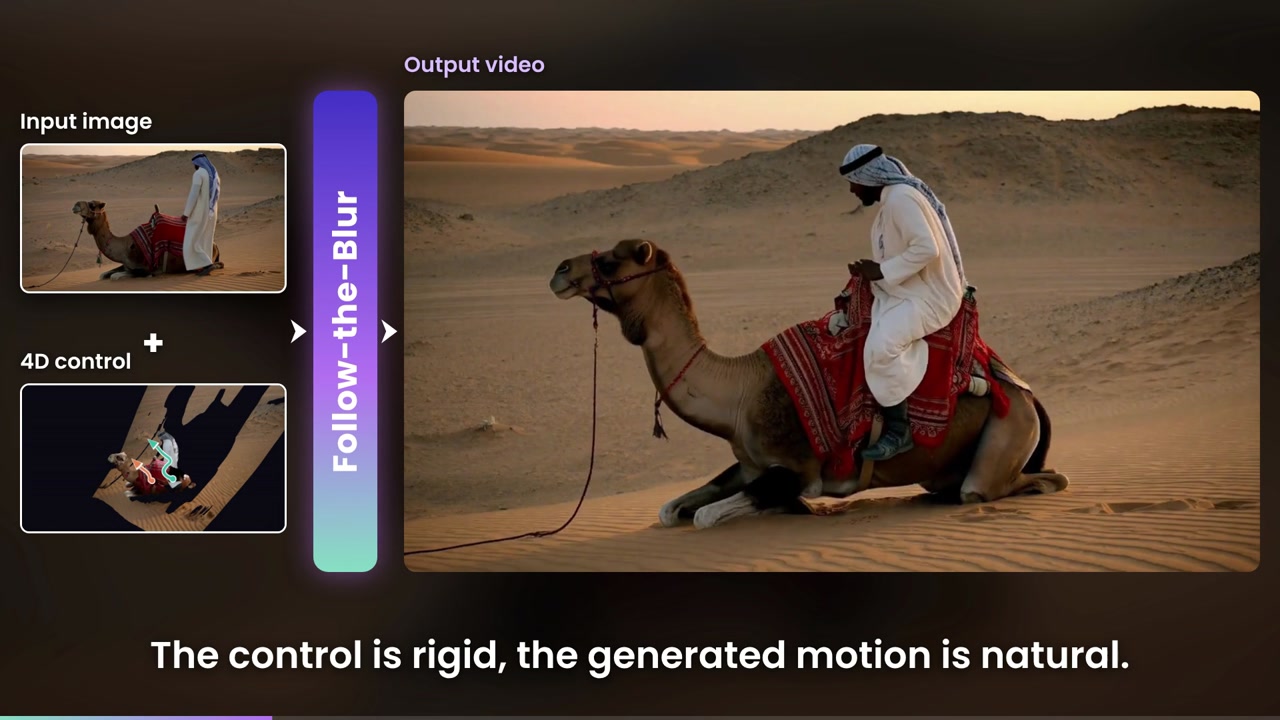 Output video
Input image
Follow-the-Blur
4D control
The control is rigid, the generated motion is natural.